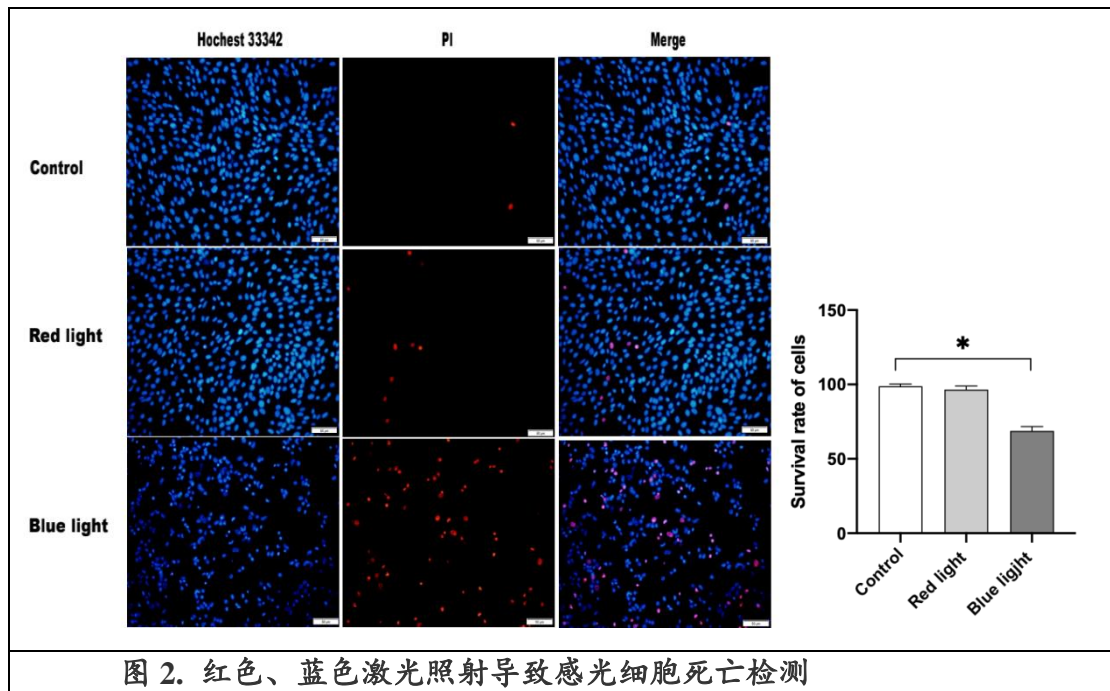 Hochest 33342
PI
Merge
Control
Red light
Blue light
150
100
50
0
Survival rate of cells
*
Control
Red light
Blue light
图 2. 红色、蓝色激光照射导致感光细胞死亡检测